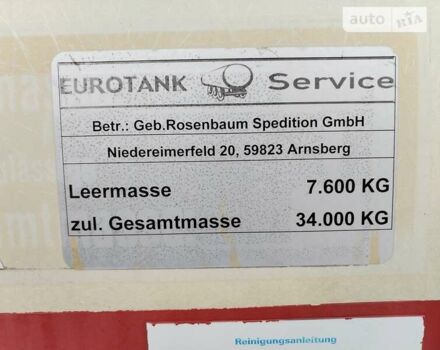 auto RIA
EUROTANK Service
Betr.: Geb.Rosenbaum Spedition GmbH
Niedereimerfeld 20, 59823 Arnsberg
Leermasse 7.600 KG
zul. Gesamtmasse 34.000 KG
Reinigungsanleitung